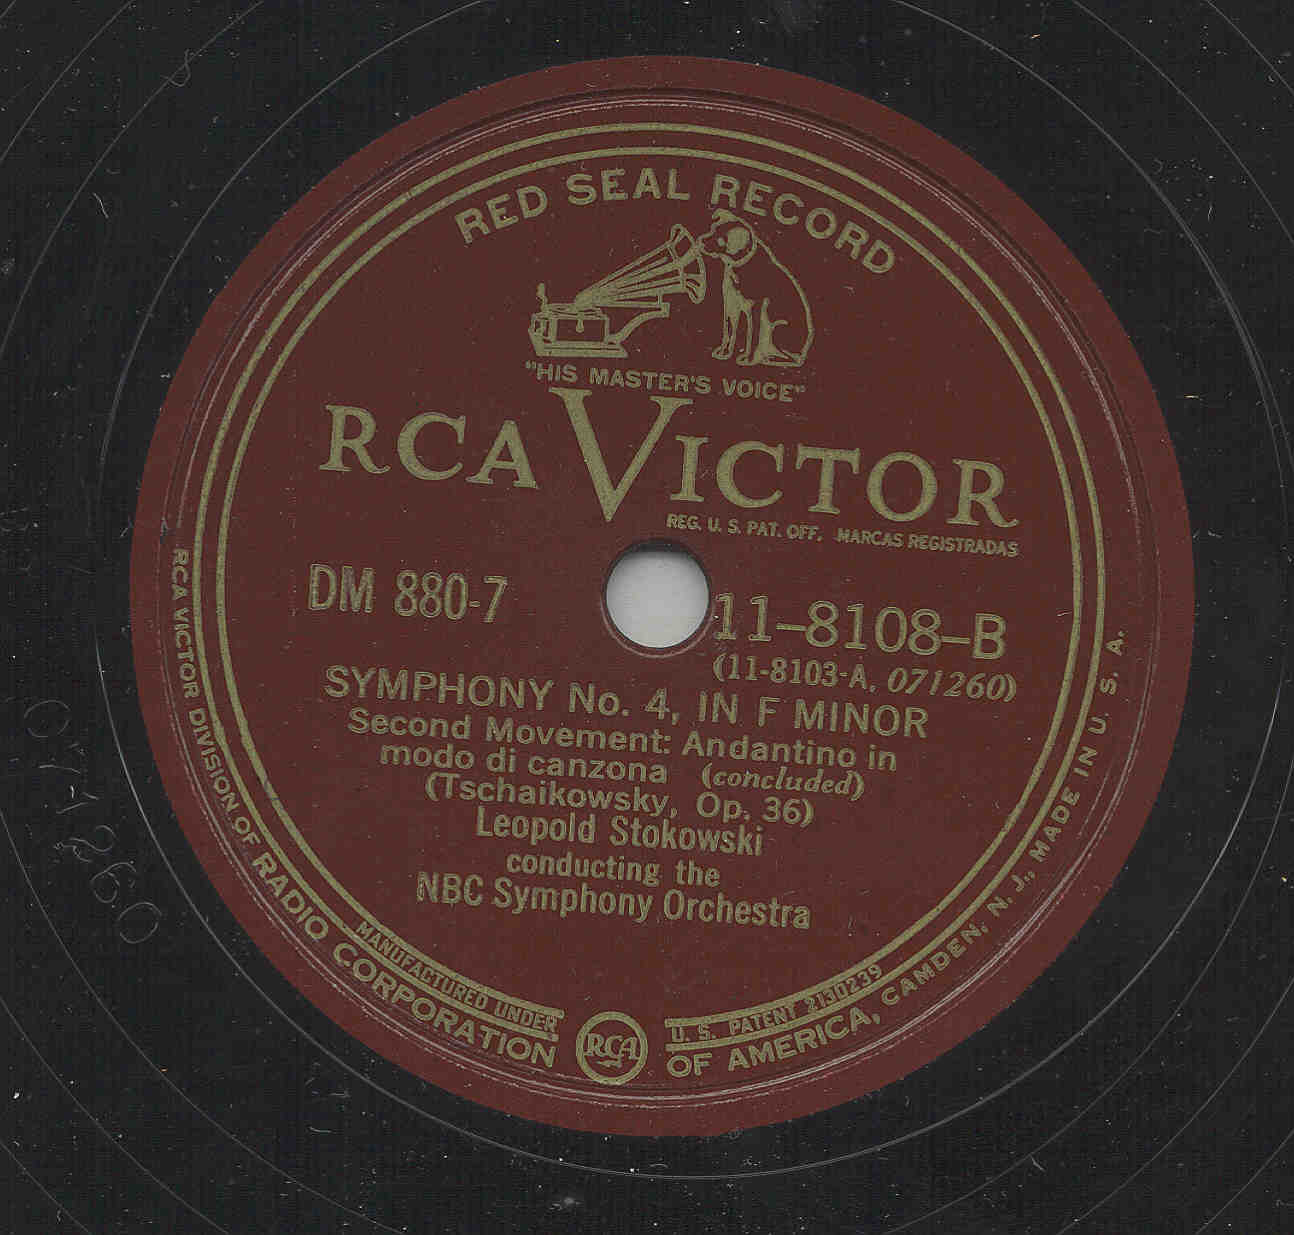 RED SEAL RECORD
"HIS MASTER'S VOICE"
RCA VICTOR
REG. U. S. PAT. OFF. MARCAS REGISTRADAS
DM 880-7
11-8108-B
(11-8103-A, 071260)
SYMPHONY No. 4, IN F MINOR
Second Movement: Andantino in
modo di canzona (concluded)
(Tschaikowsky, Op. 36)
Leopold Stokowski
conducting the
NBC Symphony Orchestra
MANUFACTURED UNDER
RCA
U. S. PATENT 2130239
RCA VICTOR DIVISION OF RADIO CORPORATION OF AMERICA, CAMDEN, N. J., MADE IN U. S. A.